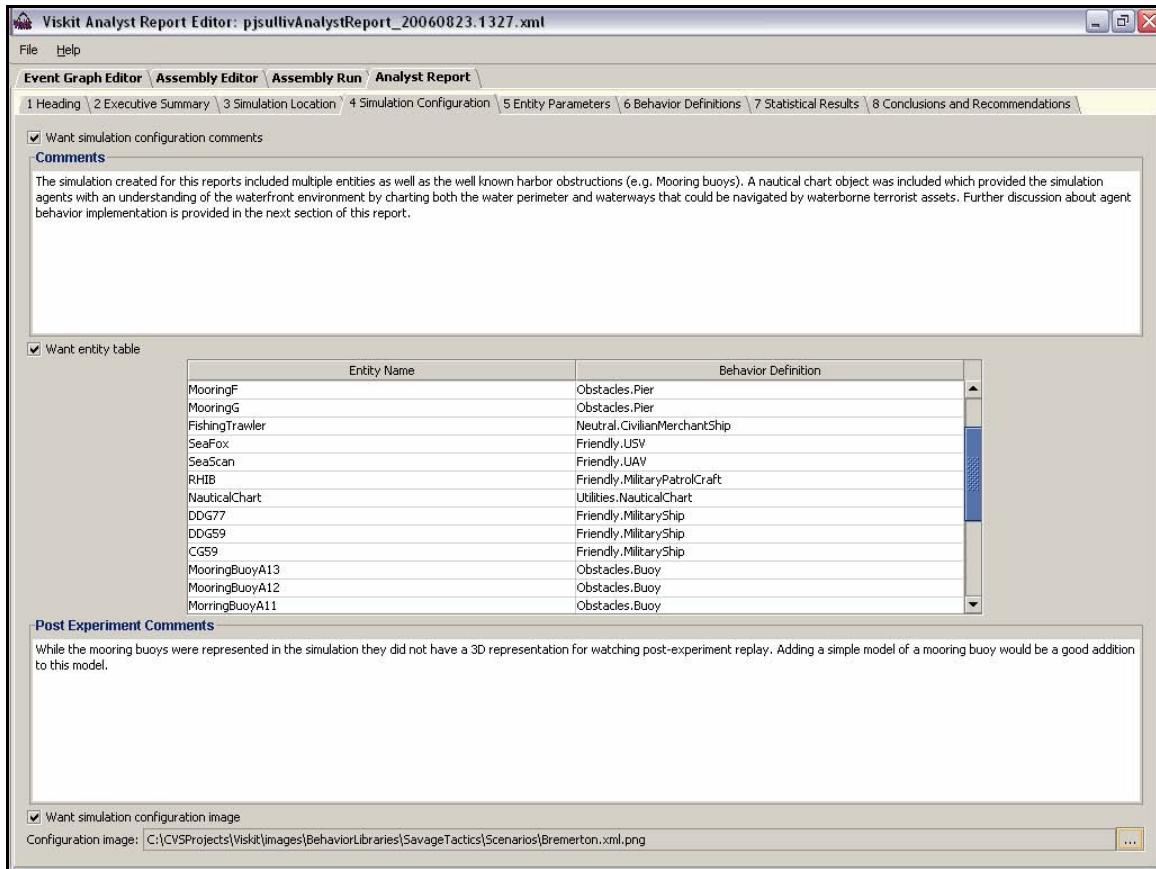 Viskit Analyst Report Editor: pjsullivAnalystReport_20060823.1327.xml
File Help
Event Graph Editor Assembly Editor Assembly Run Analyst Report
1 Heading 2 Executive Summary 3 Simulation Location 4 Simulation Configuration 5 Entity Parameters 6 Behavior Definitions 7 Statistical Results 8 Conclusions and Recommendations
Want simulation configuration comments
Comments
The simulation created for this reports included multiple entities as well as the well known harbor obstructions (e.g. Mooring buoys). A nautical chart object was included which provided the simulation
agents with an understanding of the waterfront environment by charting both the water perimeter and waterways that could be navigated by waterborne terrorist assets. Further discussion about agent
behavior implementation is provided in the next section of this report.
Want entity table
Entity Name Behavior Definition
MooringF Obstacles.Pier
MooringG Obstacles.Pier
FishingTrawler Neutral.CivilianMerchantShip
SeaFox Friendly.USV
SeaScan Friendly.UAV
RHIB Friendly.MilitaryPatrolCraft
NauticalChart Utilities.NauticalChart
DDG77 Friendly.MilitaryShip
DDG59 Friendly.MilitaryShip
CG59 Friendly.MilitaryShip
MooringBuoyA13 Obstacles.Buoy
MooringBuoyA12 Obstacles.Buoy
MorringBuoyA11 Obstacles.Buoy
Post Experiment Comments
While the mooring buoys were represented in the simulation they did not have a 3D representation for watching post-experiment replay. Adding a simple model of a mooring buoy would be a good addition
to this model.
Want simulation configuration image
Configuration image: C:\CVSProjects\Viskit\images\BehaviorLibraries\SavageTactics\Scenarios\Bremerton.xml.png ...